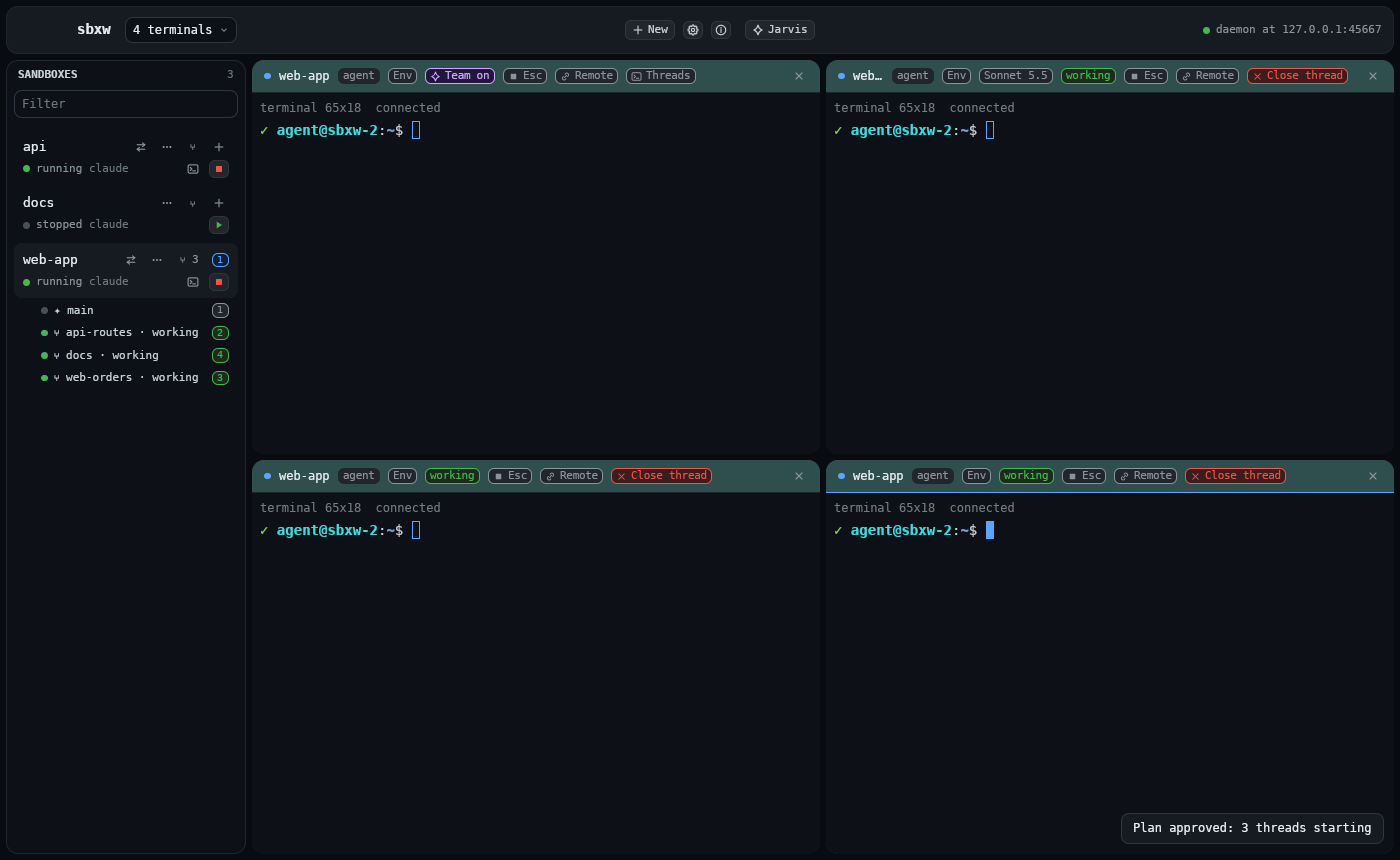 sbxw 4 terminals New Jarvis daemon at 127.0.0.1:45667
SANDBOXES 3
Filter
api
running claude
docs
stopped claude
web-app 3 1
running claude
main 1
api-routes · working 2
docs · working 4
web-orders · working 3
web-app agent Env Team on Esc Remote Threads
terminal 65x18 connected
✓ agent@sbxw-2:~$
web… agent Env Sonnet 5.5 working Esc Remote Close thread
terminal 65x18 connected
✓ agent@sbxw-2:~$
web-app agent Env working Esc Remote Close thread
terminal 65x18 connected
✓ agent@sbxw-2:~$
web-app agent Env working Esc Remote Close thread
terminal 65x18 connected
✓ agent@sbxw-2:~$
Plan approved: 3 threads starting